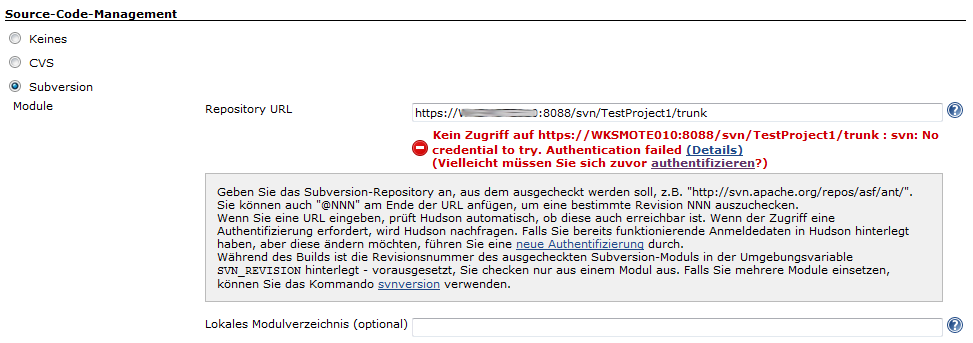 Source-Code-Management
Keines
CVS
Subversion
Module
Repository URL
https://W :8088/svn/TestProject1/trunk
Kein Zugriff auf https://WKSMOTE010:8088/svn/TestProject1/trunk : svn: No
credential to try. Authentication failed (Details)
(Vielleicht müssen Sie sich zuvor authentifizieren?)
Geben Sie das Subversion-Repository an, aus dem ausgecheckt werden soll, z.B. "http://svn.apache.org/repos/asf/ant/".
Sie können auch "@NNN" am Ende der URL anfügen, um eine bestimmte Revision NNN auszuchecken.
Wenn Sie eine URL eingeben, prüft Hudson automatisch, ob diese auch erreichbar ist. Wenn der Zugriff eine
Authentifizierung erfordert, wird Hudson nachfragen. Falls Sie bereits funktionierende Anmeldedaten in Hudson hinterlegt
haben, aber diese ändern möchten, führen Sie eine neue Authentifizierung durch.
Während des Builds ist die Revisionsnummer des ausgecheckten Subversion-Moduls in der Umgebungsvariable
SVN_REVISION hinterlegt - vorausgesetzt, Sie checken nur aus einem Modul aus. Falls Sie mehrere Module einsetzen,
können Sie das Kommando svnversion verwenden.
Lokales Modulverzeichnis (optional)